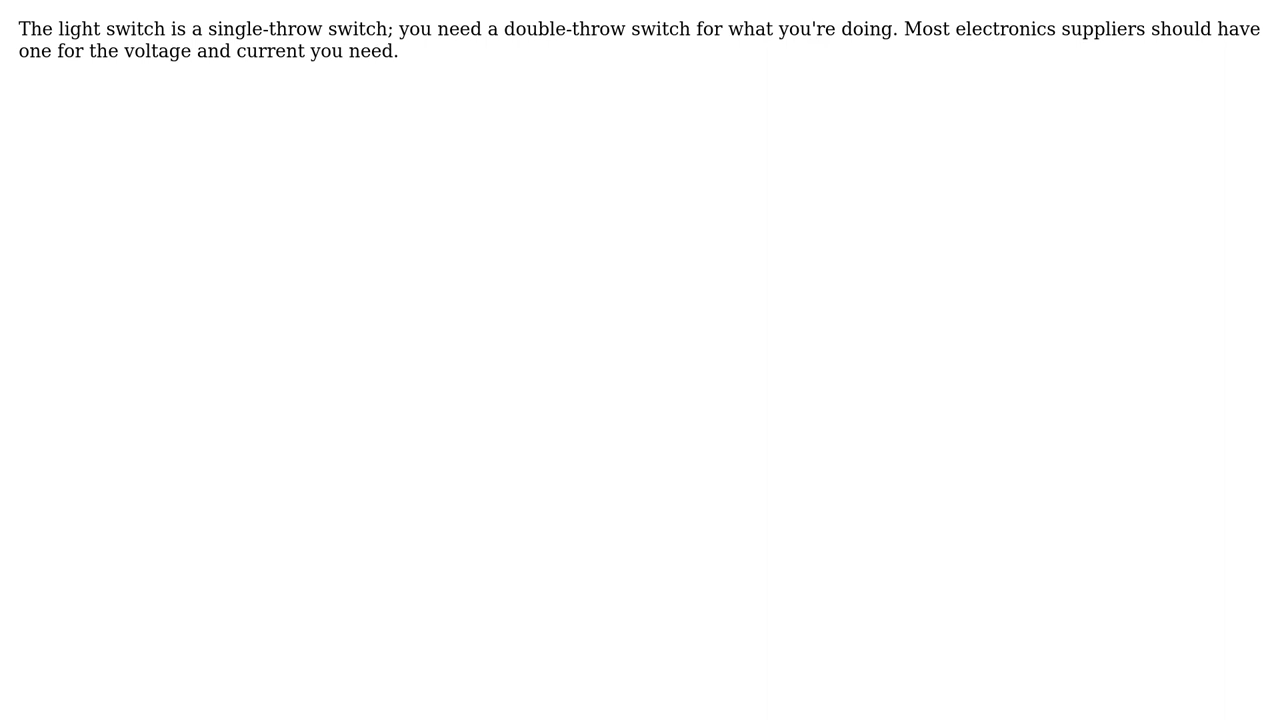 The light switch is a single-throw switch; you need a double-throw switch for what you're doing. Most electronics suppliers should have
one for the voltage and current you need.